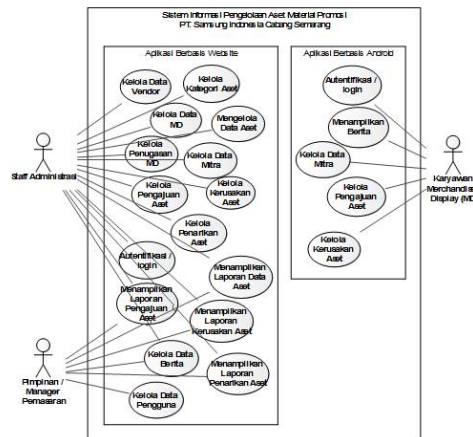 Sistem Informasi Pengelolaan Aset Material Promosi
PT. Samsung Indonesia Cabang Semarang
Aplikasi Berbasis Website
Kelola Data
Vendor
Kelola
Kategori Aset
Kelola Data
MD
Mengelola
Data Aset
Kelola
Penugasan
MD
Kelola Data
Mitra
Kelola
Pengajuan
Aset
Kelola
Kerusakan
Aset
Kelola
Penarikan Aset
Autentifikasi /
login
Menampilkan
Laporan Data Aset
Menampilkan
Laporan
Pengajuan
Aset
Menampilkan
Laporan
Kerusakan Aset
Kelola Data
Berita
Menampilkan
Laporan
Penarikan Aset
Kelola Data
Pengguna
Aplikasi Berbasis Android
Autentifikasi
/ login
Menampilkan
Berita
Kelola Data
Mitra
Kelola
Pengajuan
Aset
Kelola
Kerusakan
Aset
Staff Administrasi
Pimpinan /
Manager
Pemasaran
Karyawan
Merchandise
Display (MD